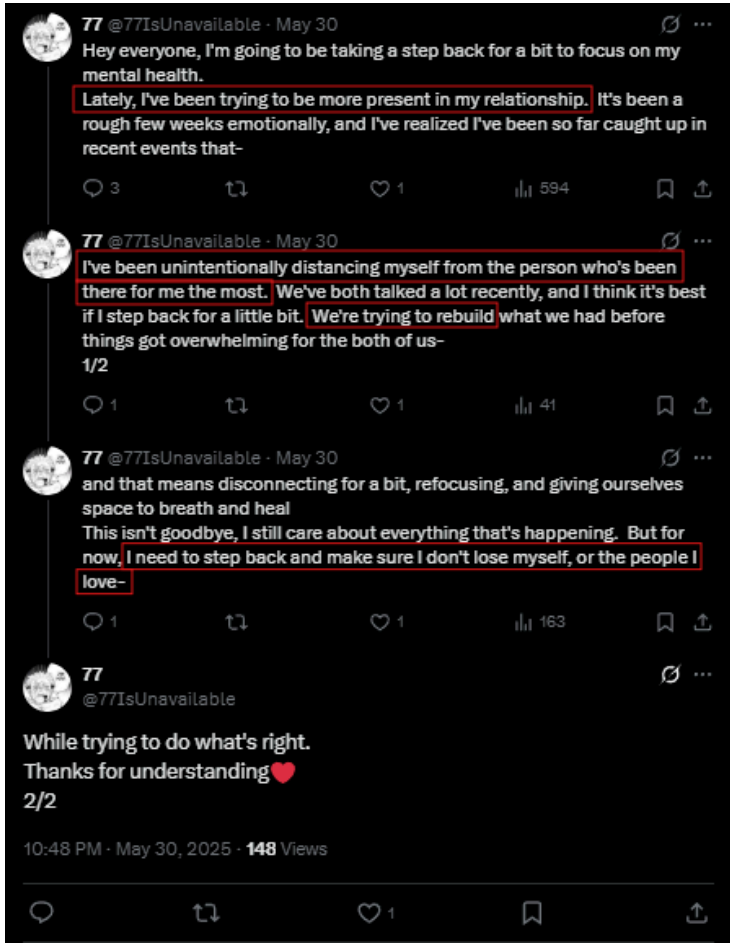 77 @77IsUnavailable · May 30
Hey everyone, I'm going to be taking a step back for a bit to focus on my
mental health.
Lately, I've been trying to be more present in my relationship. It's been a
rough few weeks emotionally, and I've realized I've been so far caught up in
recent events that-
3 1 594
77 @77IsUnavailable · May 30
I've been unintentionally distancing myself from the person who's been
there for me the most. We've both talked a lot recently, and I think it's best
if I step back for a little bit. We're trying to rebuild what we had before
things got overwhelming for the both of us-
1/2
1 1 41
77 @77IsUnavailable · May 30
and that means disconnecting for a bit, refocusing, and giving ourselves
space to breath and heal
This isn't goodbye, I still care about everything that's happening. But for
now, I need to step back and make sure I don't lose myself, or the people I
love-
1 1 163
77
@77IsUnavailable
While trying to do what's right.
Thanks for understanding❤️
2/2
10:48 PM · May 30, 2025 · 148 Views
1